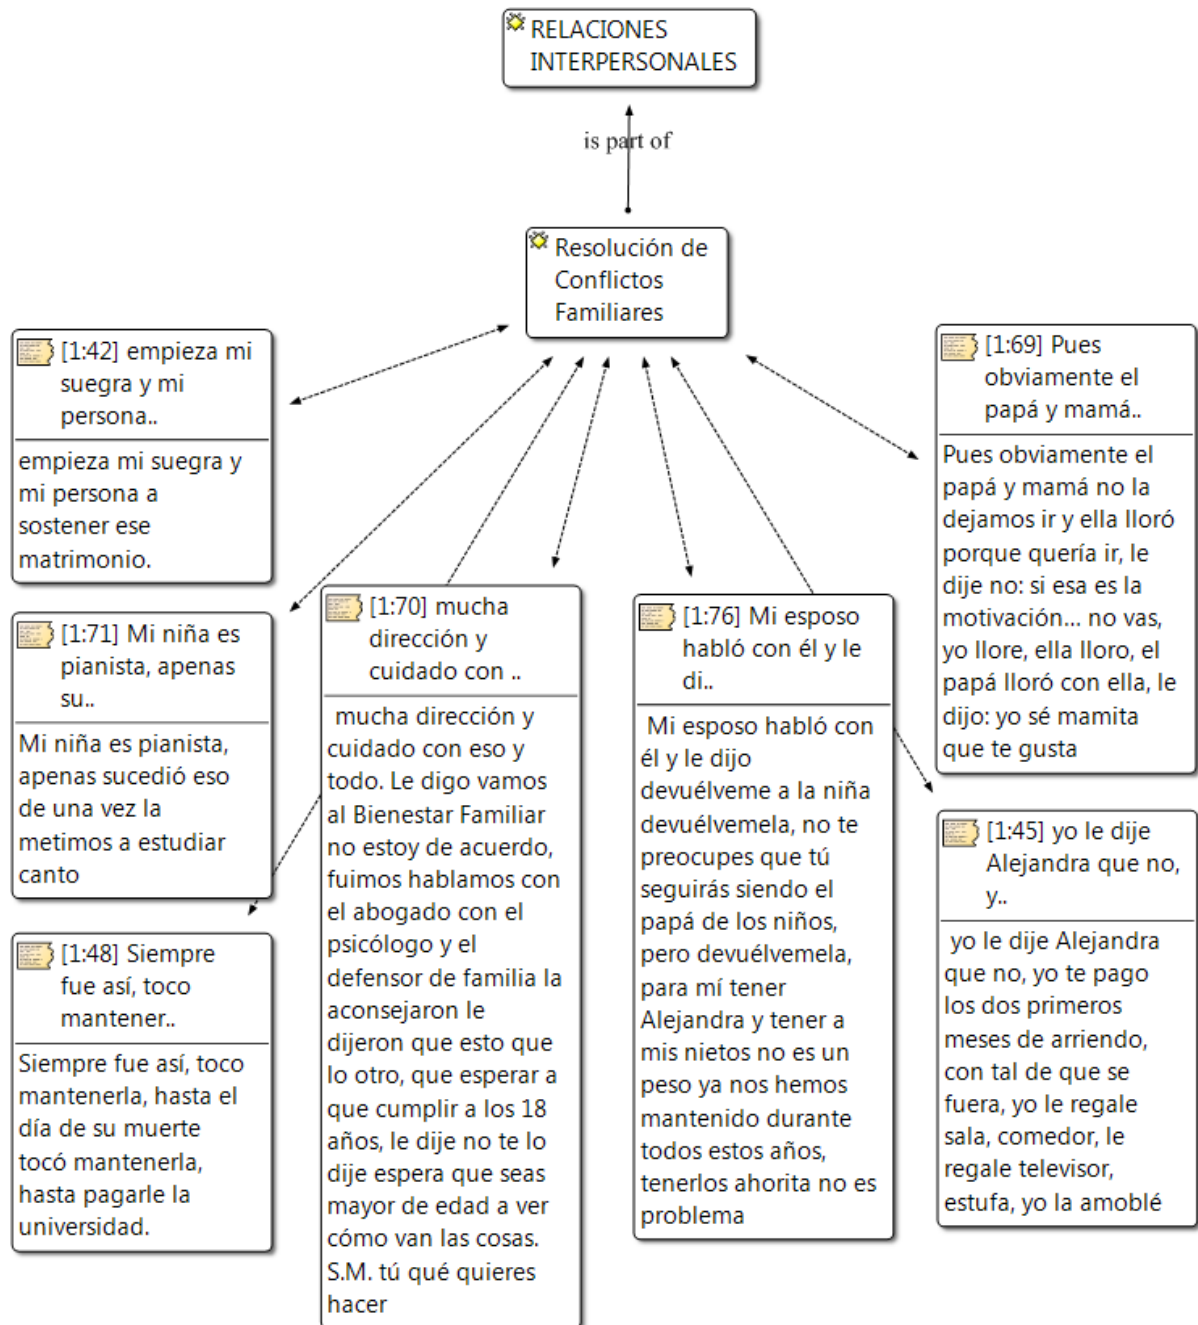 RELACIONES
INTERPERSONALES
is part of
Resolución de
Conflictos
Familiares
[1:42] empieza mi
suegra y mi
persona..
empieza mi suegra y
mi persona a
sostener ese
matrimonio.
[1:71] Mi niña es
pianista, apenas
su..
Mi niña es pianista,
apenas sucedió eso
de una vez la
metimos a estudiar
canto
[1:48] Siempre
fue así, toco
mantener..
Siempre fue así, toco
mantenerla, hasta el
día de su muerte
tocó mantenerla,
hasta pagarle la
universidad.
[1:70] mucha
dirección y
cuidado con ..
mucha dirección y
cuidado con eso y
todo. Le digo vamos
al Bienestar Familiar
no estoy de acuerdo,
fuimos hablamos con
el abogado con el
psicólogo y el
defensor de familia la
aconsejaron le
dijeron que esto que
lo otro, que esperar a
que cumplir a los 18
años, le dije no te lo
dije espera que seas
mayor de edad a ver
cómo van las cosas.
S.M. tú qué quieres
hacer
[1:76] Mi esposo
habló con él y le
di..
Mi esposo habló con
él y le dijo
devuélveme a la niña
devuélvemela, no te
preocupes que tú
seguirás siendo el
papá de los niños,
pero devuélvemela,
para mí tener
Alejandra y tener a
mis nietos no es un
peso ya nos hemos
mantenido durante
todos estos años,
tenerlos ahorita no es
problema
[1:69] Pues
obviamente el
papá y mamá..
Pues obviamente el
papá y mamá no la
dejamos ir y ella lloró
porque quería ir, le
dije no: si esa es la
motivación... no vas,
yo llore, ella lloro, el
papá lloró con ella, le
dijo: yo sé mamita
que te gusta
[1:45] yo le dije
Alejandra que no,
y..
yo le dije Alejandra
que no, yo te pago
los dos primeros
meses de arriendo,
con tal de que se
fuera, yo le regale
sala, comedor, le
regale televisor,
estufa, yo la amoblé